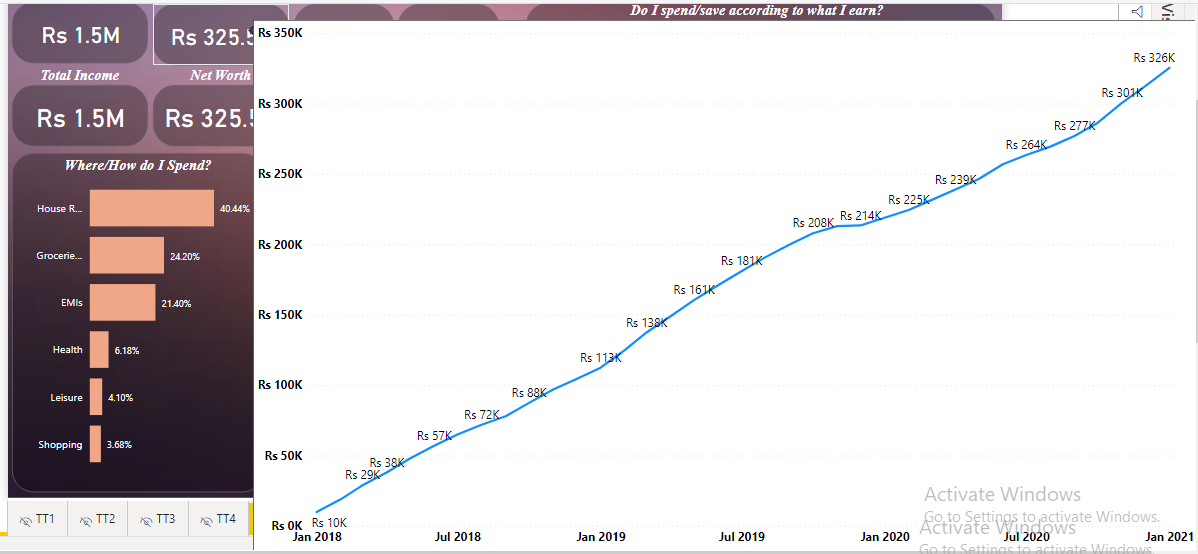 Do I spend/save according to what I earn?
Rs 1.5M
Rs 325.5
Total Income
Net Worth
Rs 1.5M
Rs 325.5
Where/How do I Spend?
House R... 40.44%
Grocerie... 24.20%
EMIs 21.40%
Health 6.18%
Leisure 4.10%
Shopping 3.68%
TT1
TT2
TT3
TT4
Rs 350K
Rs 300K
Rs 250K
Rs 200K
Rs 150K
Rs 100K
Rs 50K
Rs 0K
Rs 10K
Rs 29K
Rs 38K
Rs 57K
Rs 72K
Rs 88K
Rs 113K
Rs 138K
Rs 161K
Rs 181K
Rs 208K
Rs 214K
Rs 225K
Rs 239K
Rs 264K
Rs 277K
Rs 301K
Rs 326K
Jan 2018
Jul 2018
Jan 2019
Jul 2019
Jan 2020
Jul 2020
Jan 2021
Vis
Activate Windows
Go to Settings to activate Windows.
Activate Windows
Go to Settings to activate Windows.